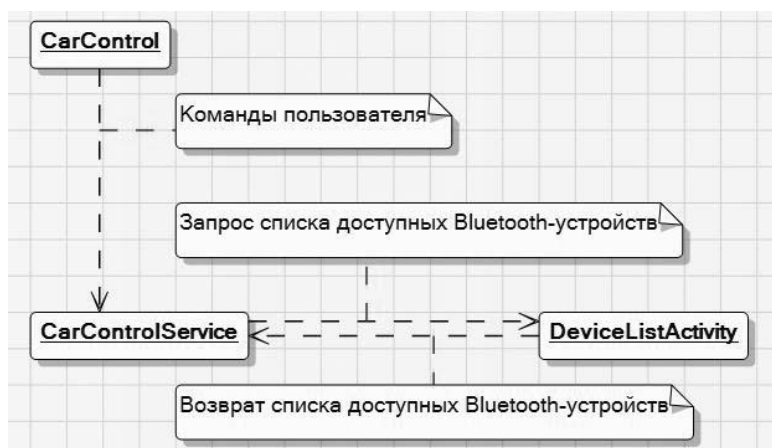 CarControl
Команды пользователя
Запрос списка доступных Bluetooth-устройств
CarControlService
DeviceListActivity
Возврат списка доступных Bluetooth-устройств